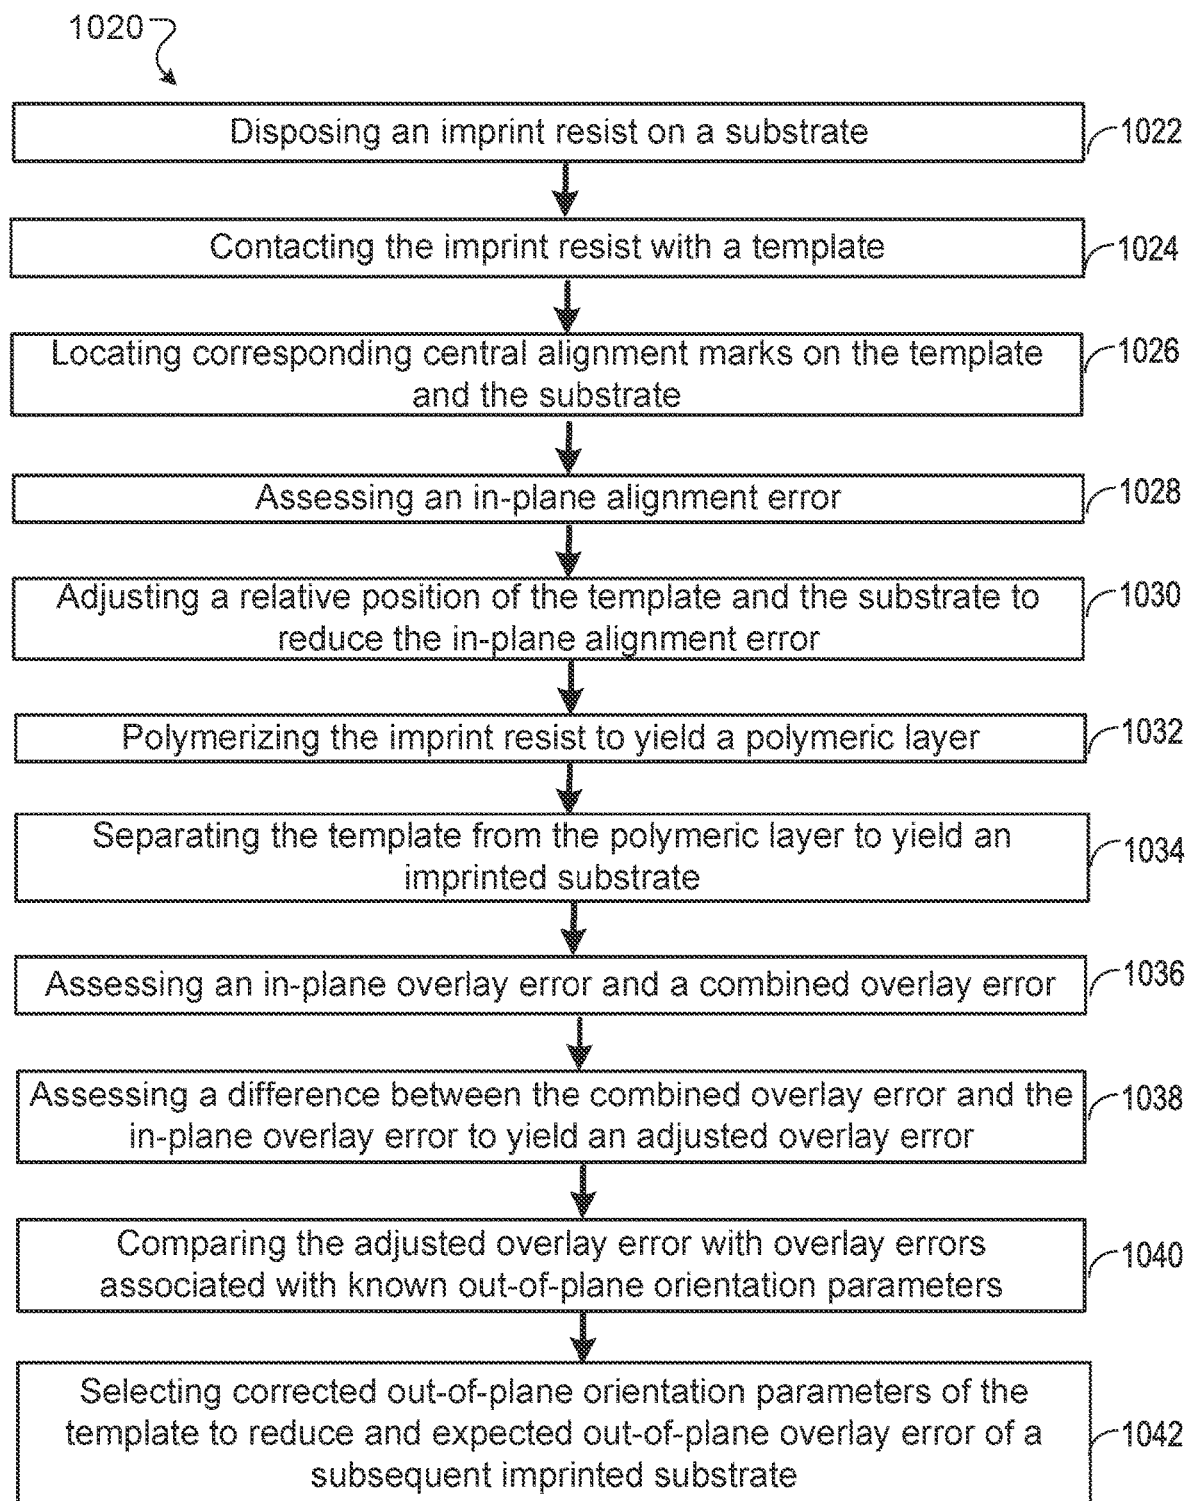 1020
Disposing an imprint resist on a substrate
1022
Contacting the imprint resist with a template
1024
Locating corresponding central alignment marks on the template
and the substrate
1026
Assessing an in-plane alignment error
1028
Adjusting a relative position of the template and the substrate to
reduce the in-plane alignment error
1030
Polymerizing the imprint resist to yield a polymeric layer
1032
Separating the template from the polymeric layer to yield an
imprinted substrate
1034
Assessing an in-plane overlay error and a combined overlay error
1036
Assessing a difference between the combined overlay error and the
in-plane overlay error to yield an adjusted overlay error
1038
Comparing the adjusted overlay error with overlay errors
associated with known out-of-plane orientation parameters
1040
Selecting corrected out-of-plane orientation parameters of the
template to reduce and expected out-of-plane overlay error of a
subsequent imprinted substrate
1042